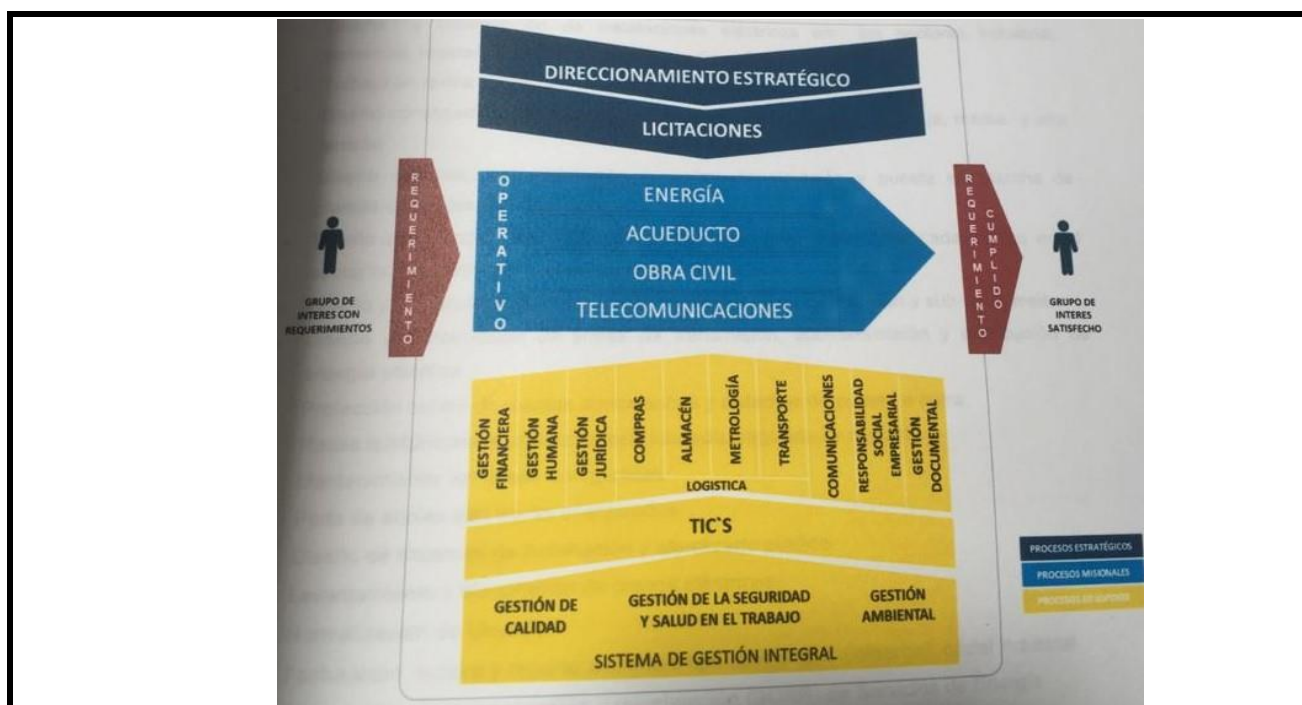 DIRECCIONAMIENTO ESTRATÉGICO
LICITACIONES
REQUERIMIENTO
OPERATIVO
ENERGÍA
ACUEDUCTO
OBRA CIVIL
TELECOMUNICACIONES
REQUERIMIENTO
CUMPLIDO
GRUPO DE
INTERES CON
REQUERIMIENTOS
GRUPO DE
INTERES
SATISFECHO
GESTIÓN
FINANCIERA
GESTIÓN
HUMANA
GESTIÓN
JURÍDICA
COMPRAS
ALMACÉN
METROLOGÍA
TRANSPORTE
LOGISTICA
COMUNICACIONES
RESPONSABILIDAD
SOCIAL
EMPRESARIAL
GESTIÓN
DOCUMENTAL
TIC`S
GESTIÓN DE
CALIDAD
GESTIÓN DE LA SEGURIDAD
Y SALUD EN EL TRABAJO
GESTIÓN
AMBIENTAL
SISTEMA DE GESTIÓN INTEGRAL
PROCESOS ESTRATÉGICOS
PROCESOS MISIONALES
PROCESOS DE SOPORTE